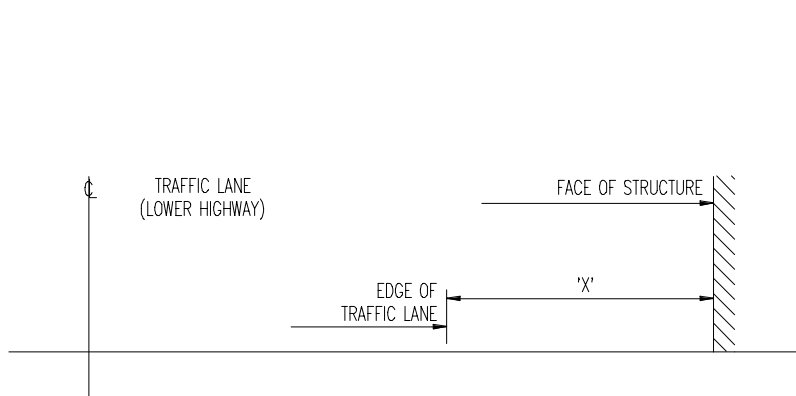 ℄
TRAFFIC LANE
(LOWER HIGHWAY)
FACE OF STRUCTURE
'X'
EDGE OF
TRAFFIC LANE